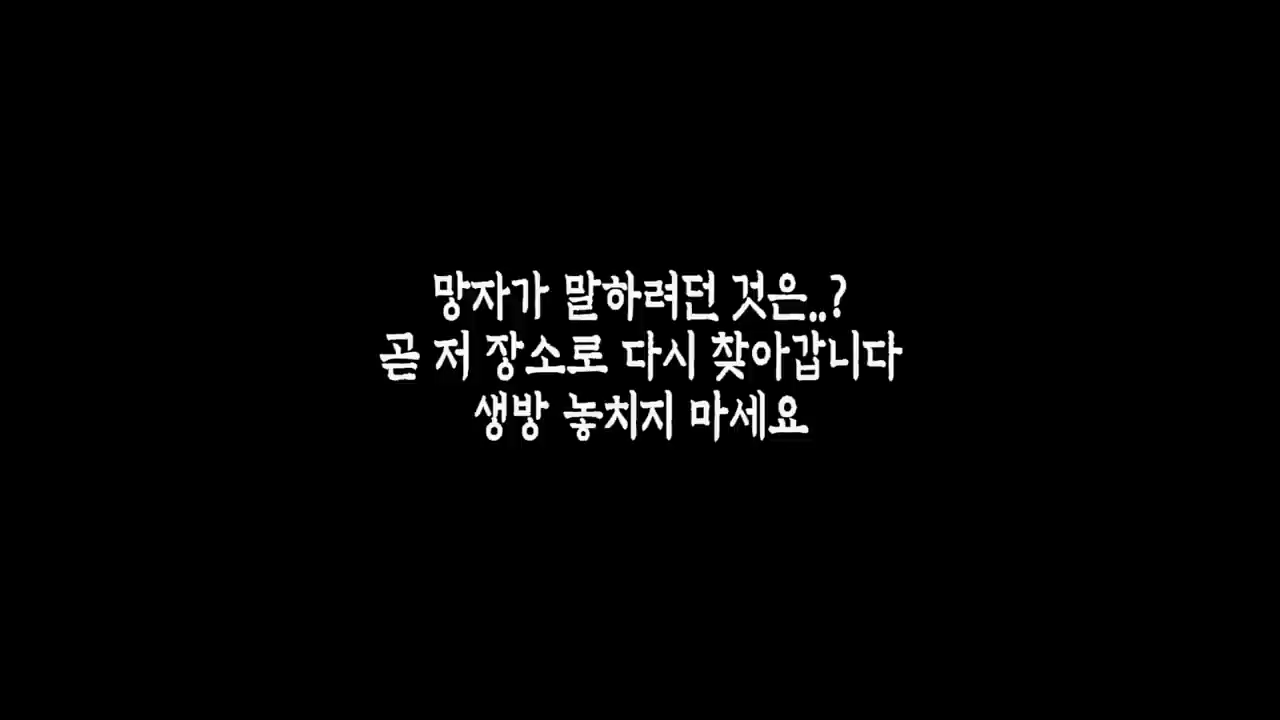 망자가 말하려던 것은..?
곧 저 장소로 다시 찾아갑니다
생방 놓치지 마세요